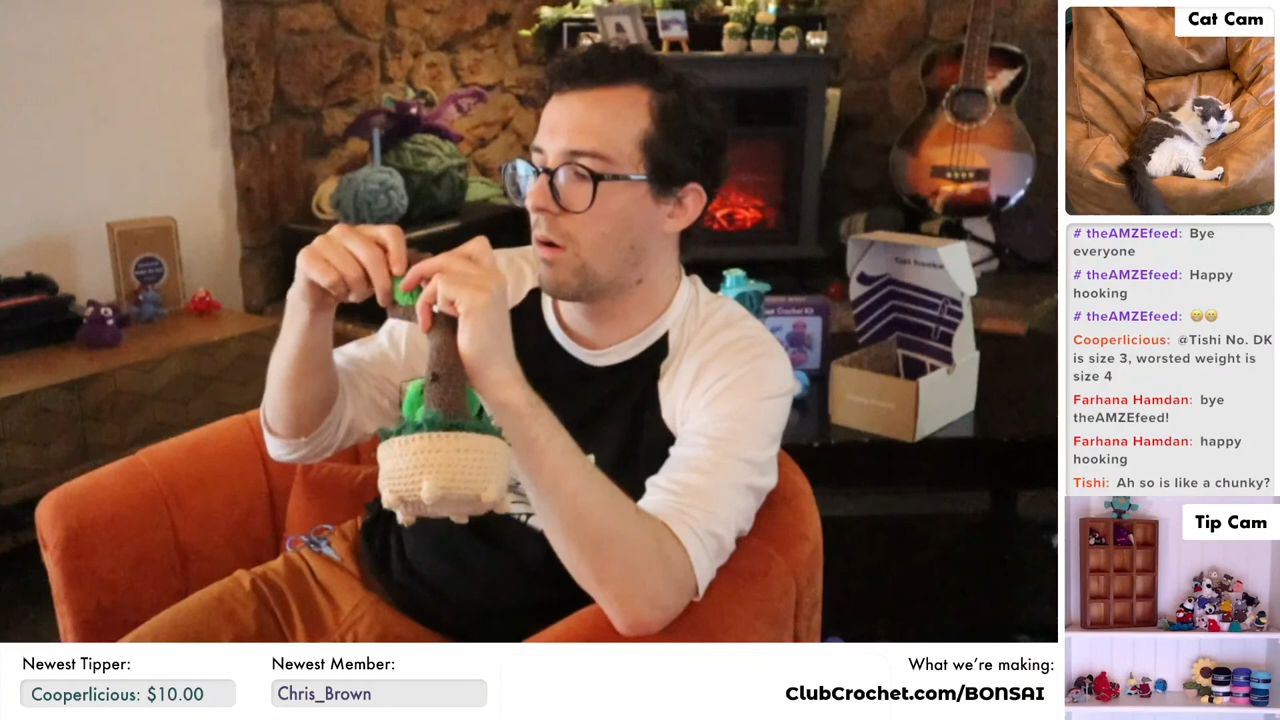 Cat Cam
# theAMZEfeed: Bye
everyone
# theAMZEfeed: Happy
hooking
# theAMZEfeed: 😁😁
Cooperlicious: @Tishi No. DK
is size 3, worsted weight is
size 4
Farhana Hamdan: bye
theAMZEfeed!
Farhana Hamdan: happy
hooking
Tishi: Ah so is like a chunky?
Tip Cam
Newest Tipper:
Cooperlicious: $10.00
Newest Member:
Chris_Brown
What we're making:
ClubCrochet.com/BONSAI